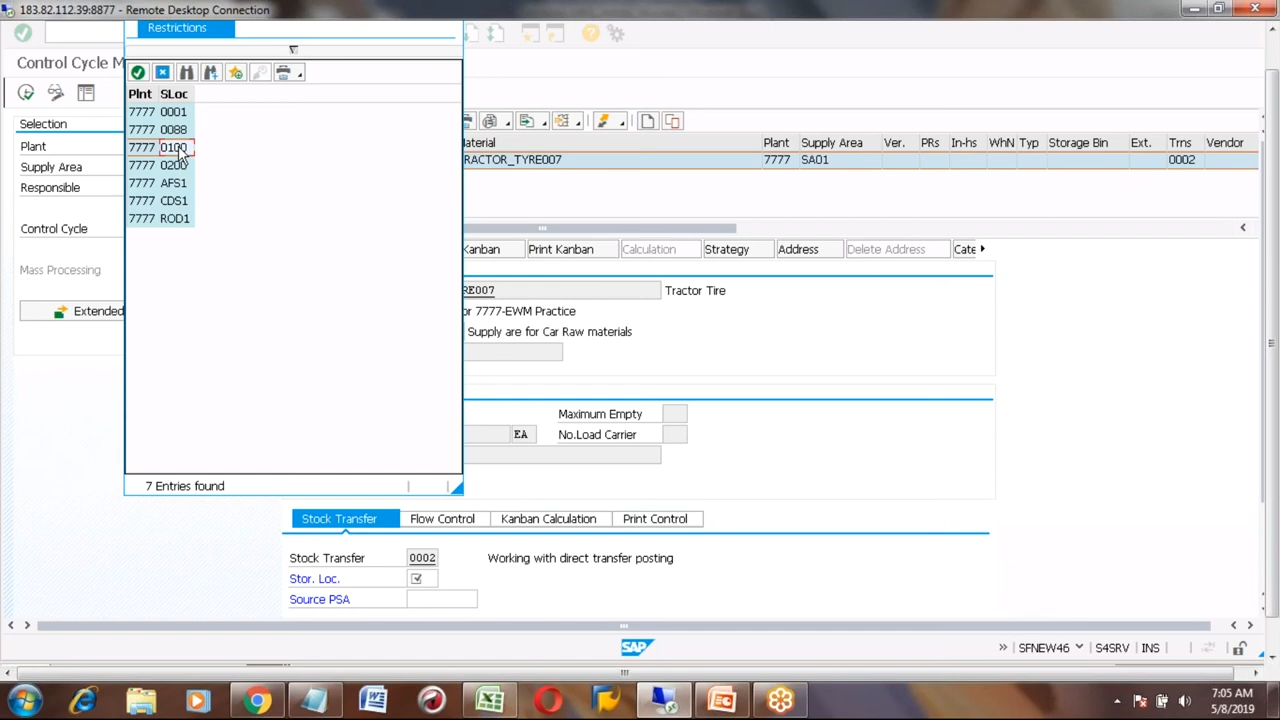 183.82.112.39:8877 - Remote Desktop Connection
Restrictions
Control Cycle M
Plnt SLoc
7777 0001
7777 0088
7777 0100
7777 0200
7777 AFS1
7777 CDS1
7777 ROD1
7 Entries found
Selection
Plant
Supply Area
Responsible
Control Cycle
Mass Processing
Extended
aterial Plant Supply Area Ver. PRs In-hs WhN Typ Storage Bin Ext. Trns Vendor
RACTOR_TYRE007 7777 SA01 0002
Kanban Print Kanban Calculation Strategy Address Delete Address Cate
RE007 Tractor Tire
or 7777-EWM Practice
Supply are for Car Raw materials
Maximum Empty
EA No.Load Carrier
Stock Transfer Flow Control Kanban Calculation Print Control
Stock Transfer 0002 Working with direct transfer posting
Stor. Loc.
Source PSA
SAP
SFNEW46 S4SRV INS
7:05 AM
5/8/2019